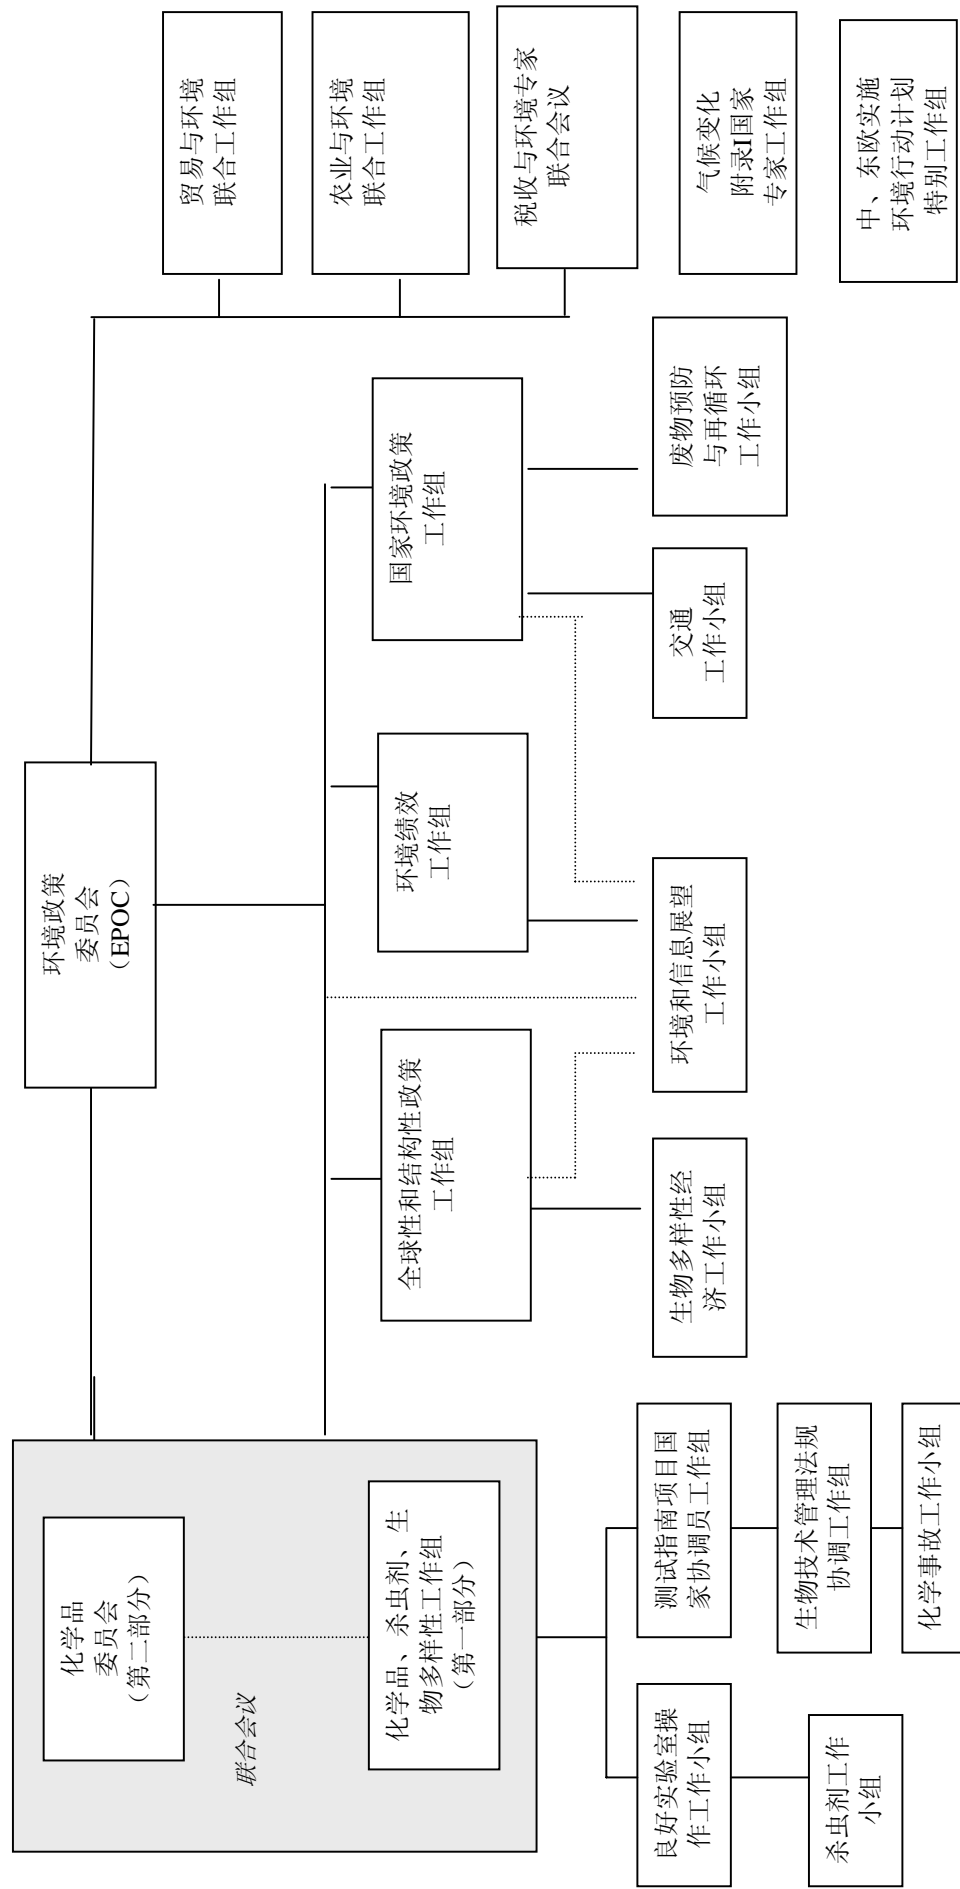 环境政策
委员会
（EPOC）
化学品
委员会
（第二部分）
联合会议
化学品、杀虫剂、生
物多样性工作组
（第一部分）
全球性和结构性政策
工作组
环境绩效
工作组
国家环境政策
工作组
贸易与环境
联合工作组
农业与环境
联合工作组
税收与环境专家
联合会议
气候变化
附录I国家
专家工作组
中、东欧实施
环境行动计划
特别工作组
良好实验室操
作工作小组
测试指南项目国
家协调员工作组
生物多样性经
济工作小组
环境和信息展望
工作小组
交通
工作小组
废物预防
与再循环
工作小组
杀虫剂工作
小组
生物技术管理法规
协调工作组
化学事故工作小组